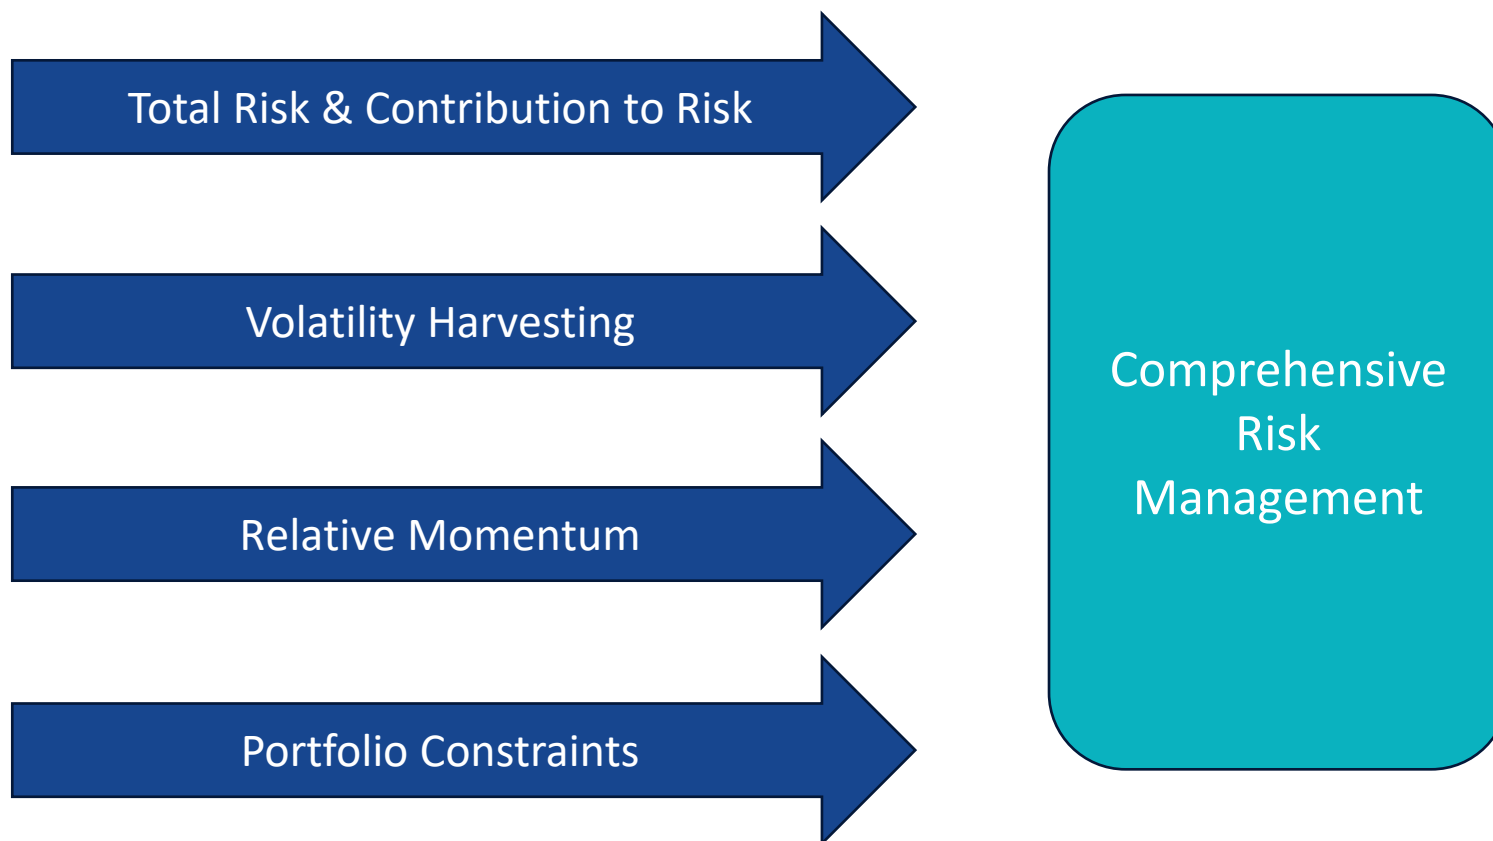 Total Risk & Contribution to Risk
Volatility Harvesting
Relative Momentum
Portfolio Constraints
Comprehensive
Risk
Management